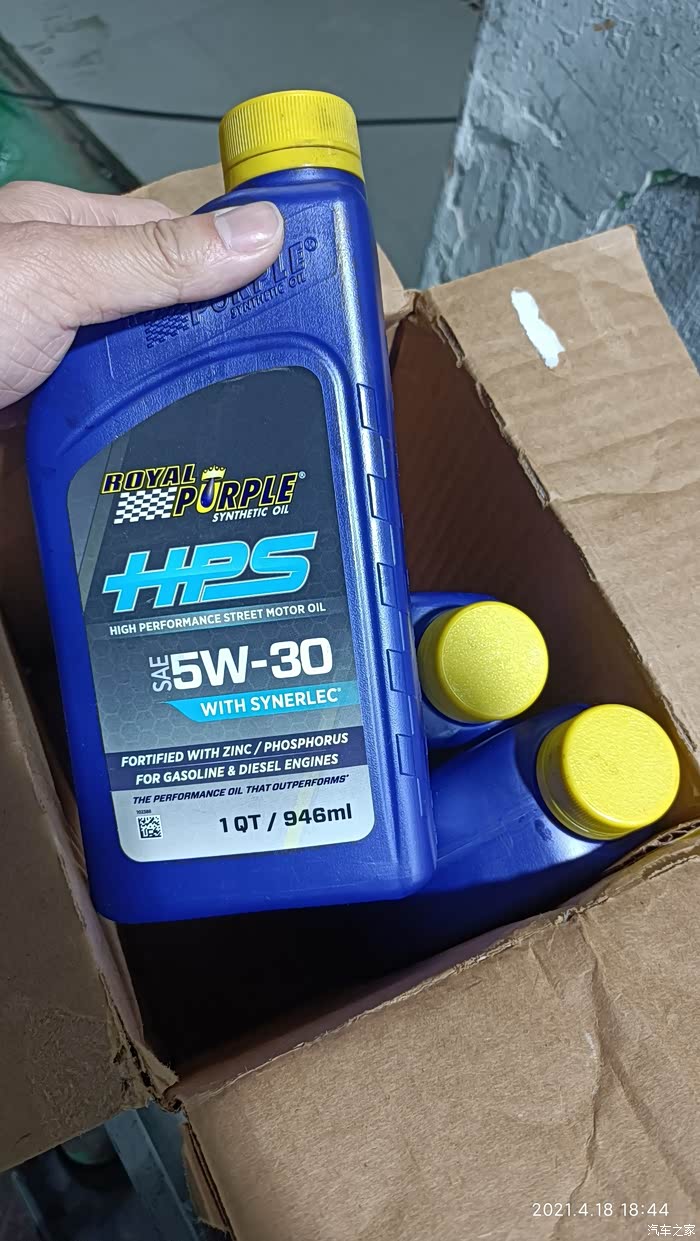 PURPLE®
SYNTHETIC OIL
ROYAL
PURPLE®
SYNTHETIC OIL
HPS
HIGH PERFORMANCE STREET MOTOR OIL
SAE 5W-30
WITH SYNERLEC®
FORTIFIED WITH ZINC / PHOSPHORUS
FOR GASOLINE & DIESEL ENGINES
THE PERFORMANCE OIL THAT OUTPERFORMS®
1 QT / 946ml
2021.4.18 18:44
汽车之家